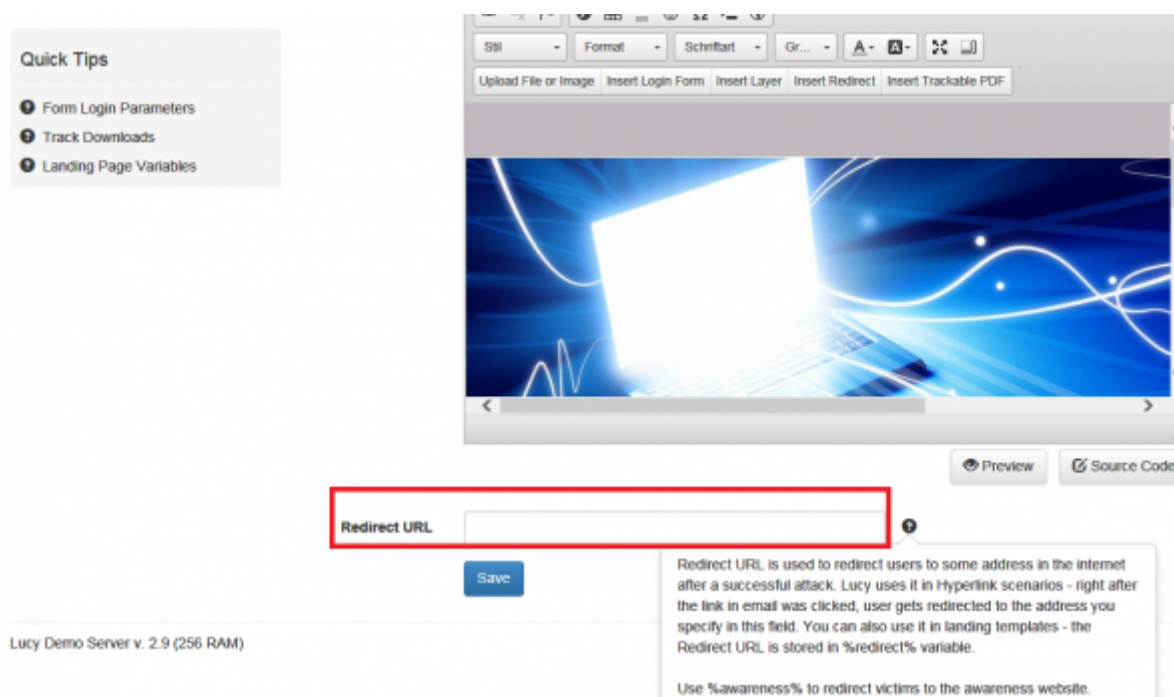 Quick Tips
Form Login Parameters
Track Downloads
Landing Page Variables
Stil
Format
Schriftart
Gr...
A
A
Upload File or Image Insert Login Form Insert Layer Insert Redirect Insert Trackable PDF
Preview
Source Code
Redirect URL
Save
Redirect URL is used to redirect users to some address in the internet
after a successful attack. Lucy uses it in Hyperlink scenarios - right after
the link in email was clicked, user gets redirected to the address you
specify in this field. You can also use it in landing templates - the
Redirect URL is stored in %redirect% variable.
Use %awareness% to redirect victims to the awareness website.
Lucy Demo Server v. 2.9 (256 RAM)